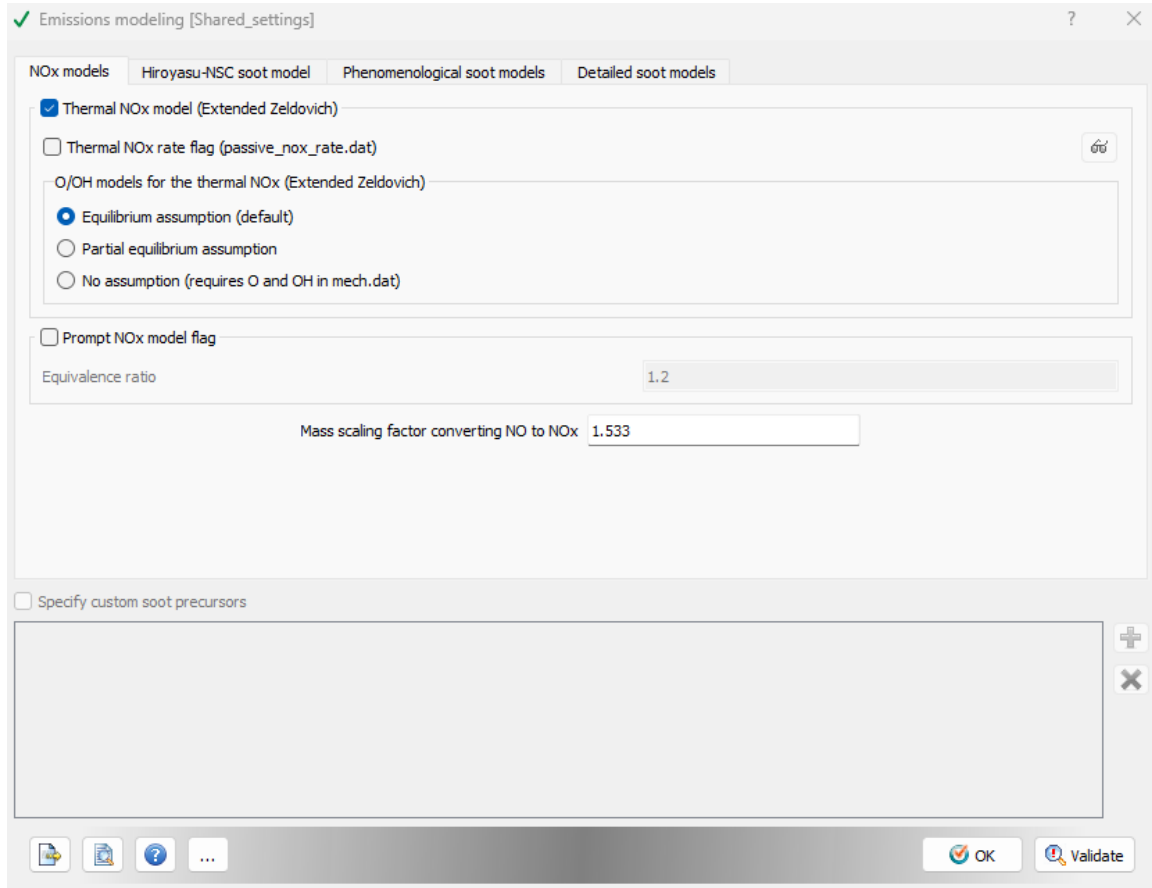 Emissions modeling [Shared_settings] ?
NOx models Hiroyasu-NSC soot model Phenomenological soot models Detailed soot models
Thermal NOx model (Extended Zeldovich)
Thermal NOx rate flag (passive_nox_rate.dat)
O/OH models for the thermal NOx (Extended Zeldovich)
Equilibrium assumption (default)
Partial equilibrium assumption
No assumption (requires O and OH in mech.dat)
Prompt NOx model flag
Equivalence ratio 1.2
Mass scaling factor converting NO to NOx 1.533
Specify custom soot precursors
? ... OK Validate